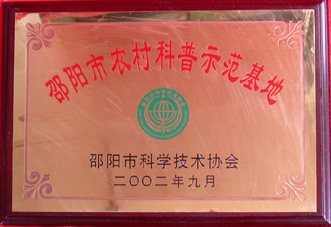 邵阳市农村科普示范基地
邵阳市科学技术协会
二〇〇二年九月